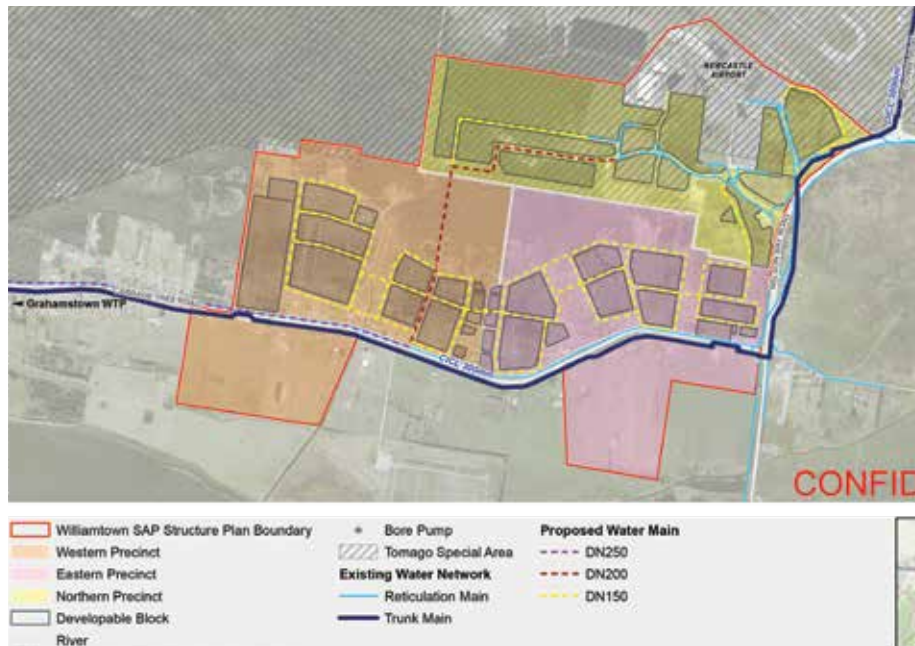 NEWCASTLE
AIRPORT
Grahamstown WTP
CICL 300mm
CONFID
Williamtown SAP Structure Plan Boundary
Western Precinct
Eastern Precinct
Northern Precinct
Developable Block
River
Bore Pump
Tomago Special Area
Existing Water Network
Reticulation Main
Trunk Main
Proposed Water Main
DN250
DN200
DN150